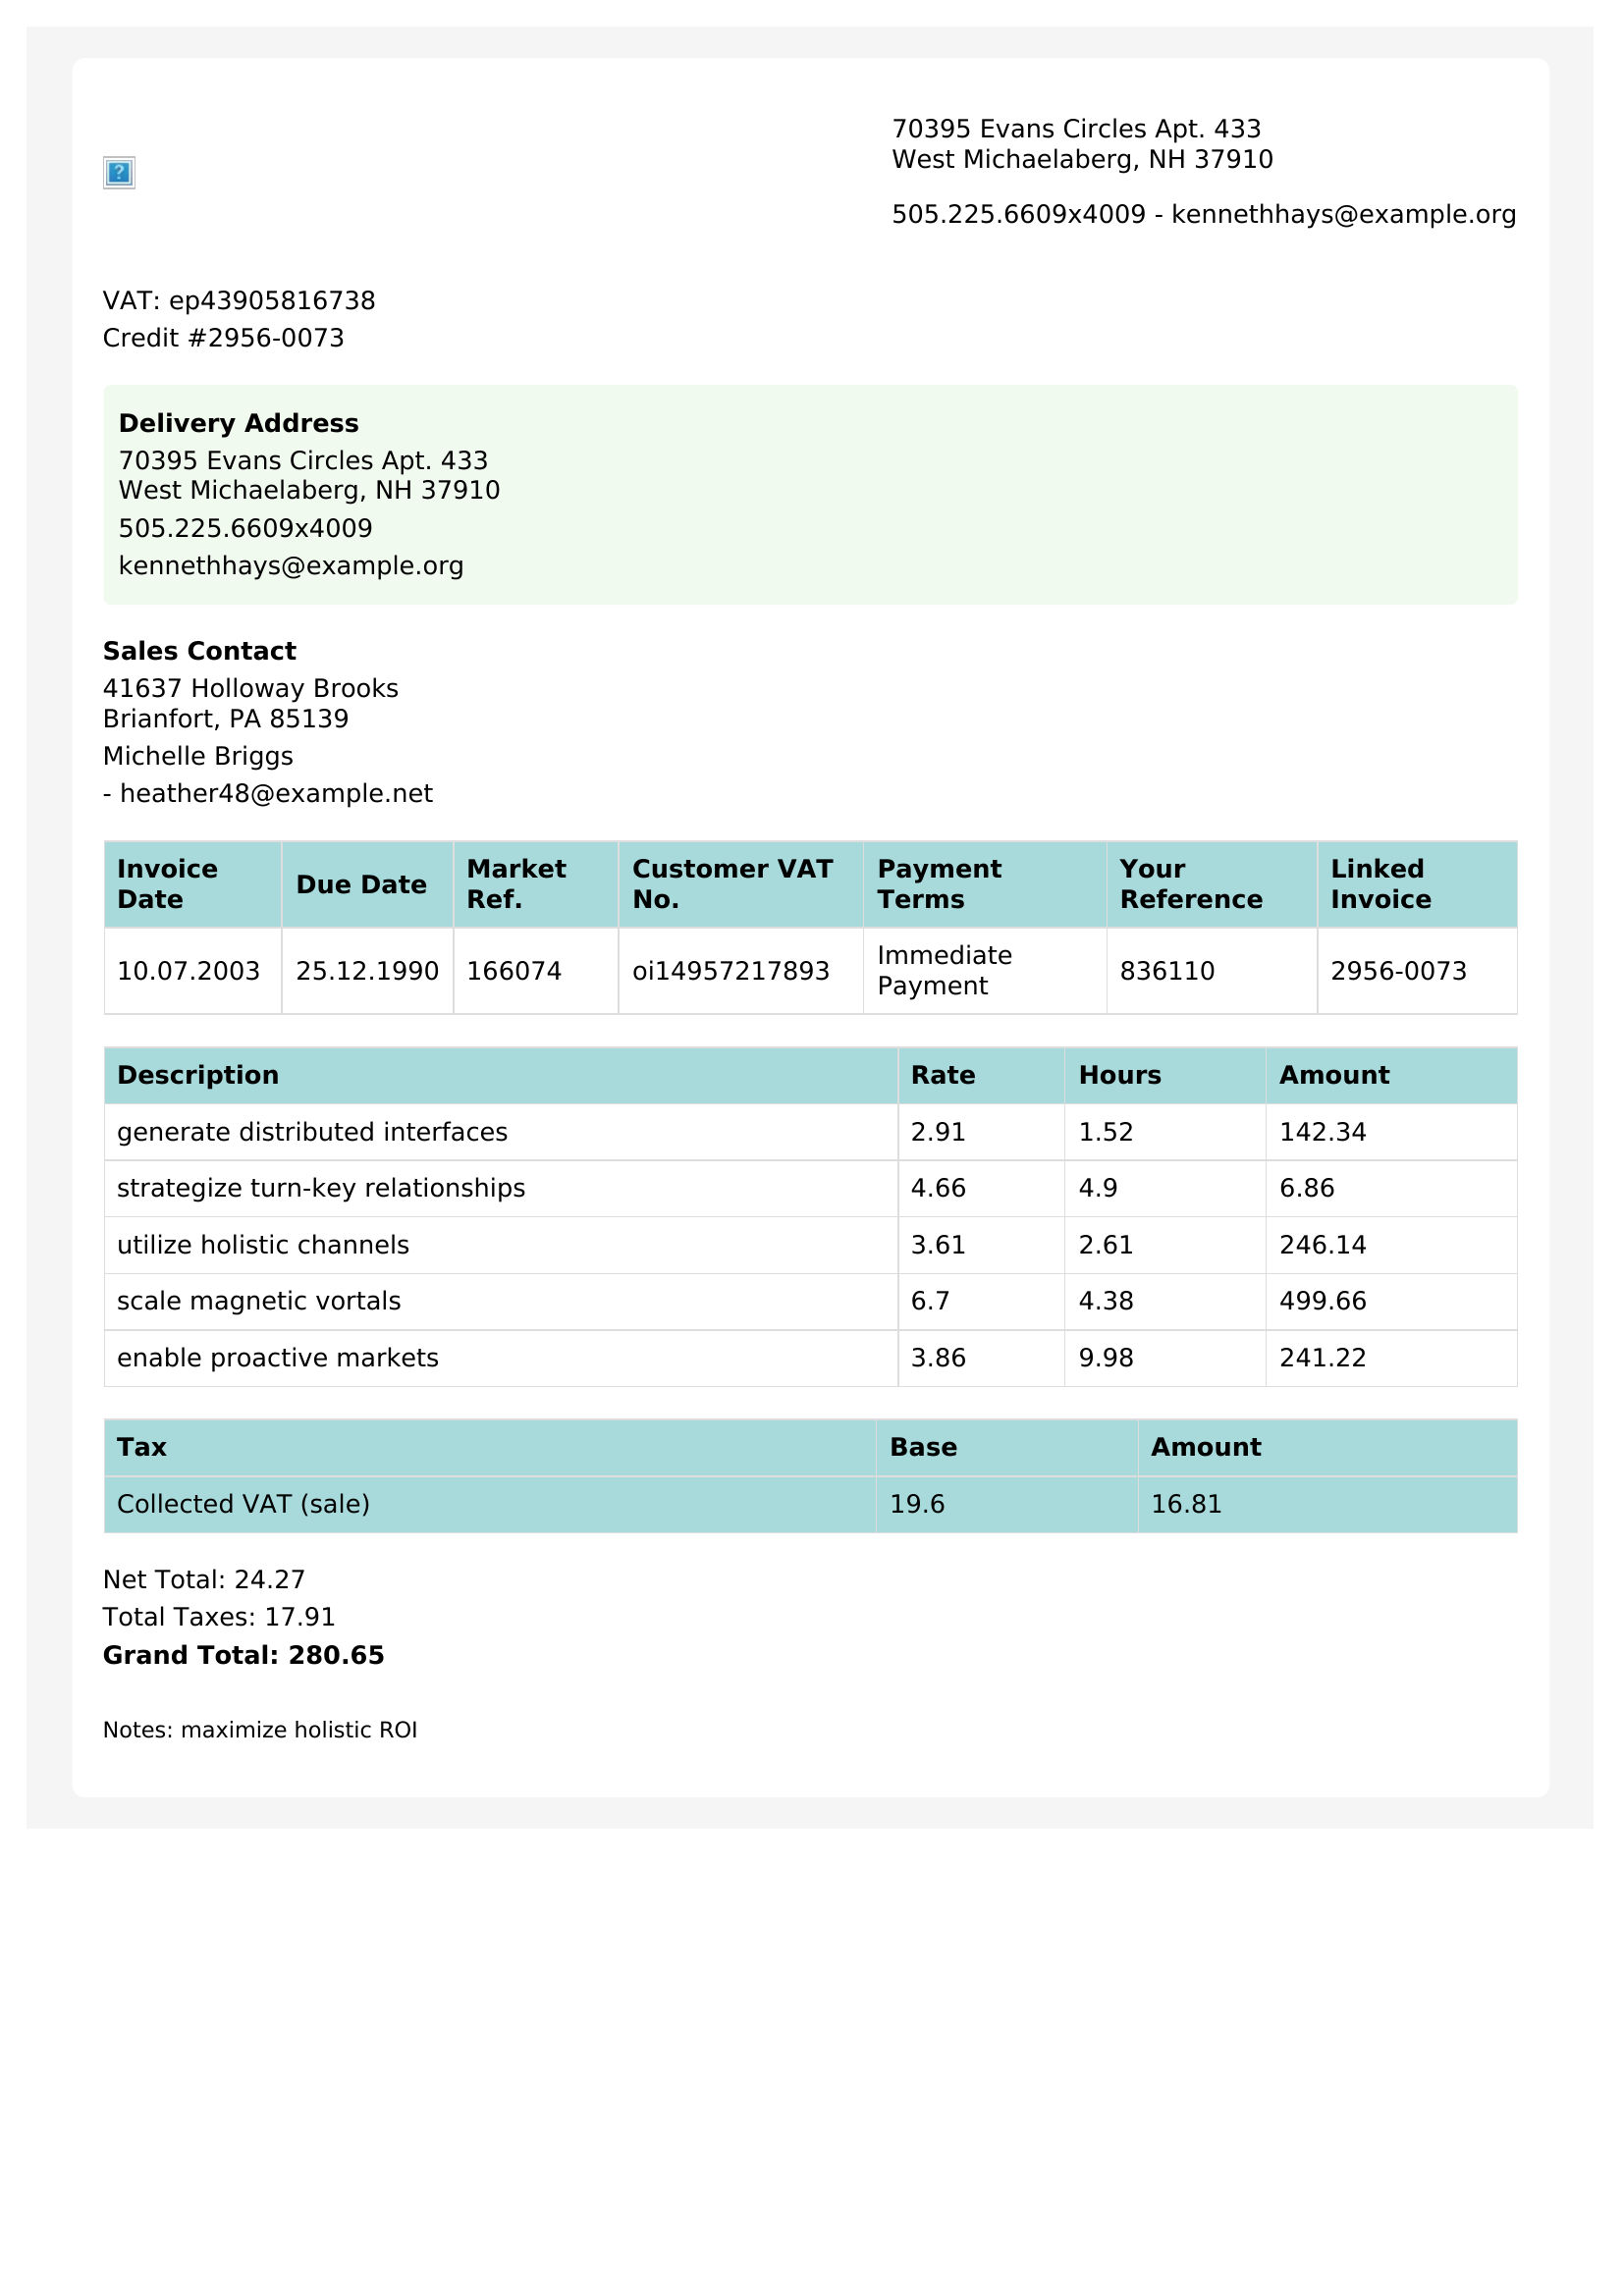 70395 Evans Circles Apt. 433
West Michaelaberg, NH 37910
505.225.6609x4009 - kennethhays@example.org
VAT: ep43905816738
Credit #2956-0073
Delivery Address
70395 Evans Circles Apt. 433
West Michaelaberg, NH 37910
505.225.6609x4009
kennethhays@example.org
Sales Contact
41637 Holloway Brooks
Brianfort, PA 85139
Michelle Briggs
- heather48@example.net
Invoice Date Due Date Market Ref. Customer VAT No. Payment Terms Your Reference Linked Invoice
10.07.2003 25.12.1990 166074 oi14957217893 Immediate Payment 836110 2956-0073
Description Rate Hours Amount
generate distributed interfaces 2.91 1.52 142.34
strategize turn-key relationships 4.66 4.9 6.86
utilize holistic channels 3.61 2.61 246.14
scale magnetic vortals 6.7 4.38 499.66
enable proactive markets 3.86 9.98 241.22
Tax Base Amount
Collected VAT (sale) 19.6 16.81
Net Total: 24.27
Total Taxes: 17.91
Grand Total: 280.65
Notes: maximize holistic ROI